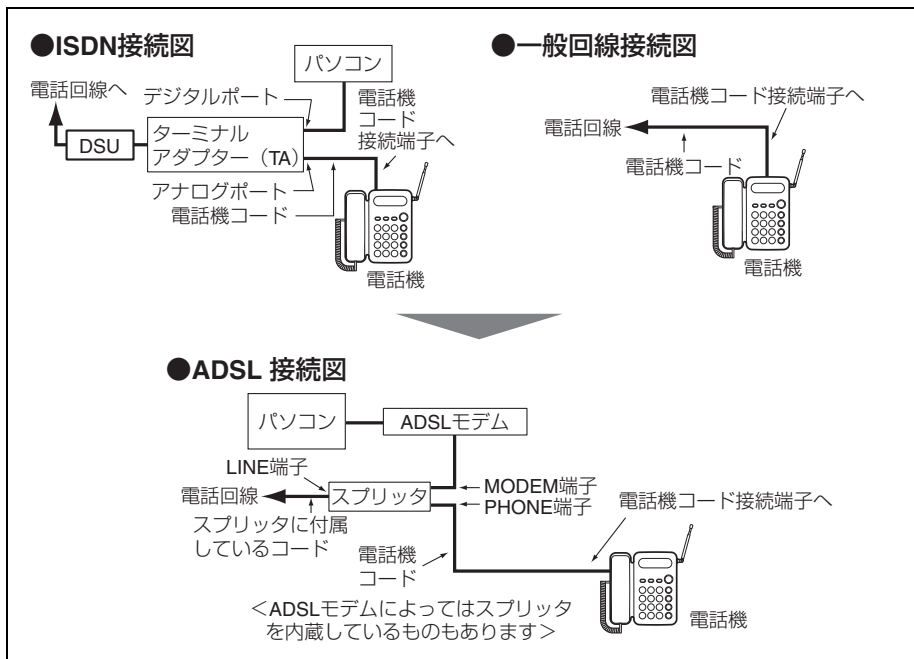 ●ISDN接続図
パソコン
電話回線へ
デジタルポート
電話機
コード
接続端子へ
DSU
ターミナル
アダプター（TA）
アナログポート
電話機コード
電話機
●一般回線接続図
電話機コード接続端子へ
電話回線
電話機コード
電話機
●ADSL 接続図
パソコン
ADSLモデム
LINE端子
電話回線
スプリッタ
MODEM端子
PHONE端子
スプリッタに付属
しているコード
電話機
コード
電話機コード接続端子へ
電話機
＜ADSLモデムによってはスプリッタ
を内蔵しているものもあります＞